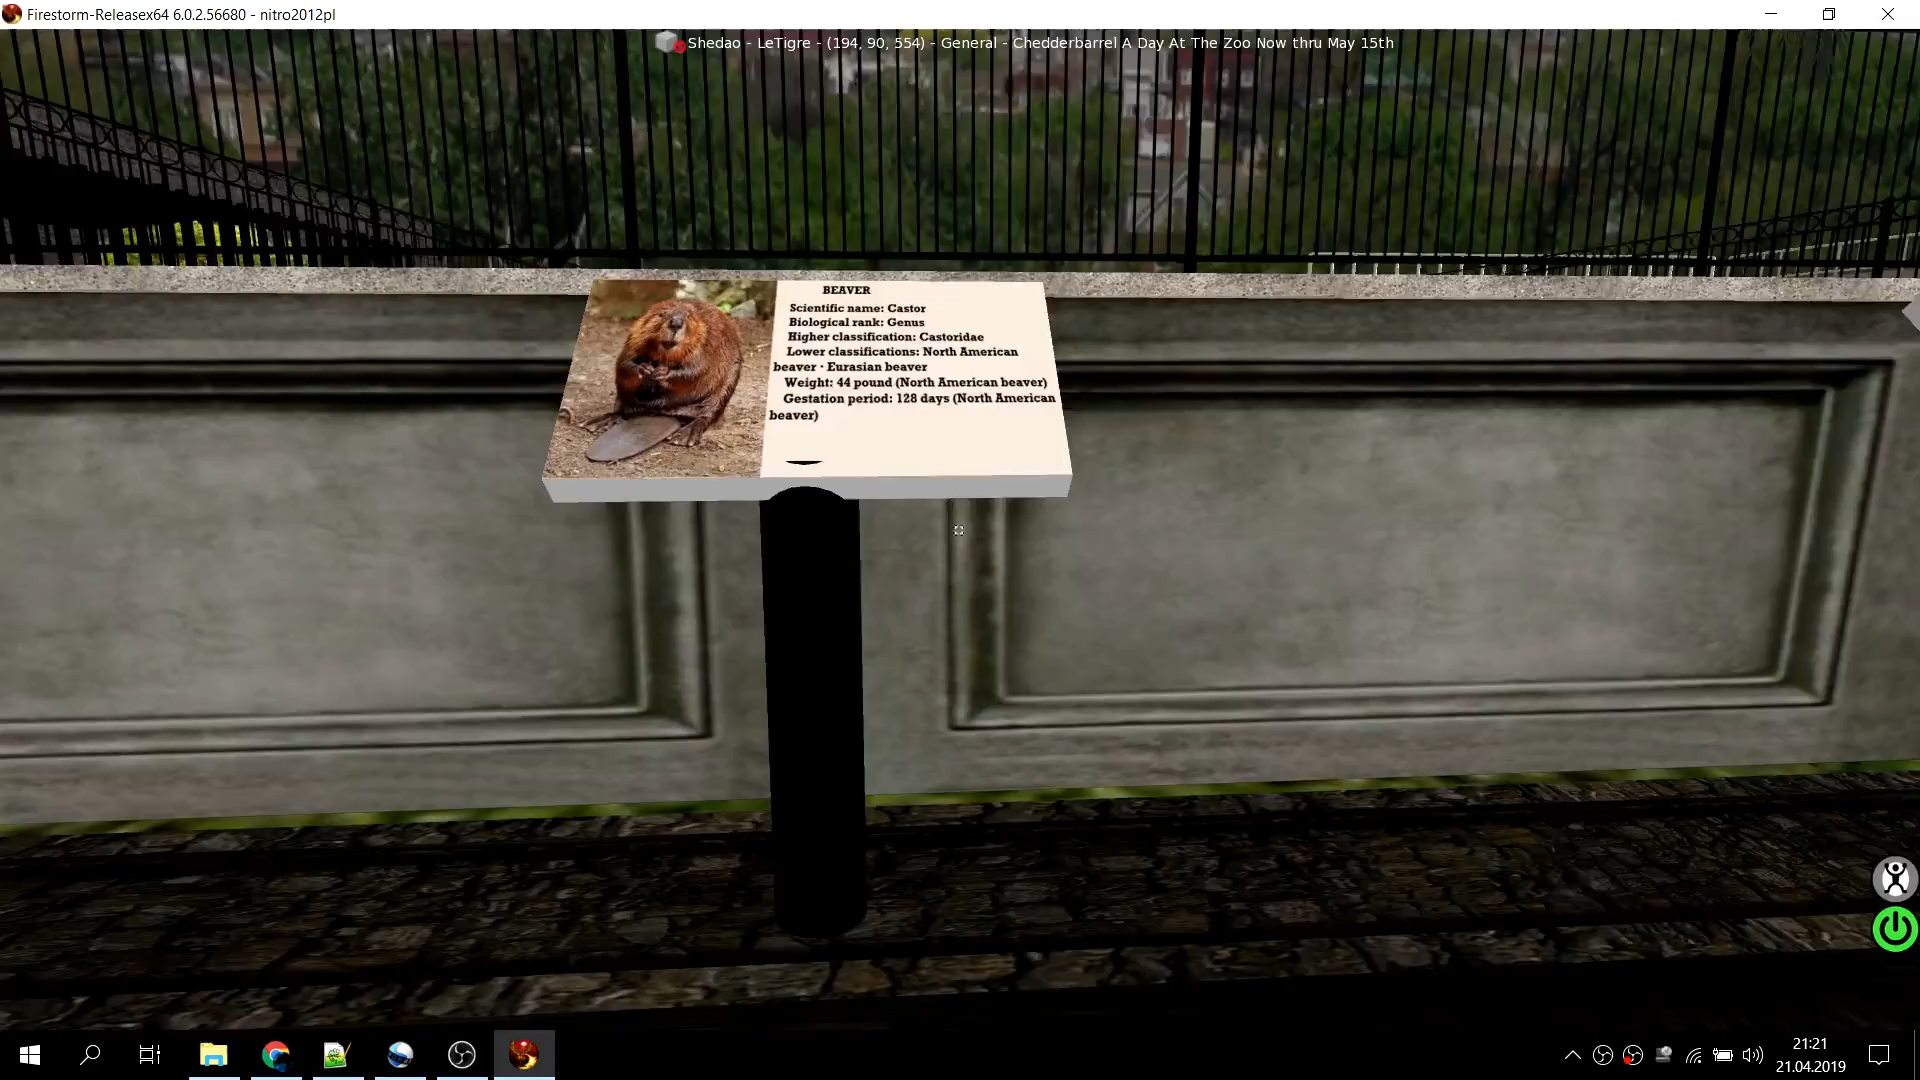 Firestorm-Releasex64 6.0.2.56680 - nitro2012pl
Shedao - LeTigre - (194, 90, 554) - General - Chedderbarrel A Day At The Zoo Now thru May 15th
BEAVER
Scientific name: Castor
Biological rank: Genus
Higher classification: Castoridae
Lower classifications: North American
beaver · Eurasian beaver
Weight: 44 pound (North American beaver)
Gestation period: 128 days (North American
beaver)
21:21
21.04.2019